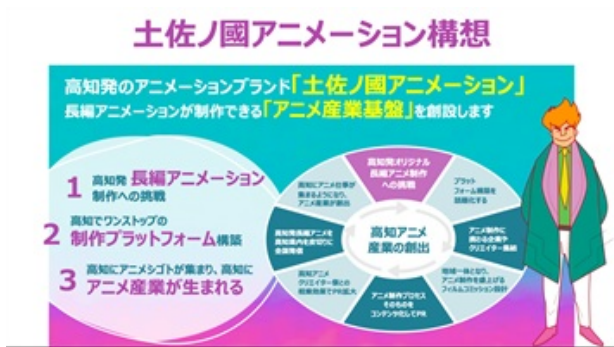 土佐ノ國アニメーション構想
高知発のアニメーションブランド「土佐ノ國アニメーション」
長編アニメーションが制作できる「アニメ産業基盤」を創設します
1 高知発 長編アニメーション
制作への挑戦
2 高知でワンストップの
制作プラットフォーム構築
3 高知にアニメシゴトが集まり、高知に
アニメ産業が生まれる
高知発オリジナル
長編アニメ制作
への挑戦
プラット
フォーム構築を
話題化する
アニメ制作に
携わる企業や
クリエイター集結
地域一体となり、
アニメ制作を盛上げる
フィルムコミッション設計
アニメ制作プロセス
そのものを
コンテンツ化してPR
高知アニメ
クリエイター祭との
相乗効果でPR拡大
高知発長編アニメを
高知県内を皮切りに
全国発信
高知にアニメ仕事が
集まるようになり、
アニメ産業が創出
高知アニメ
産業の創出